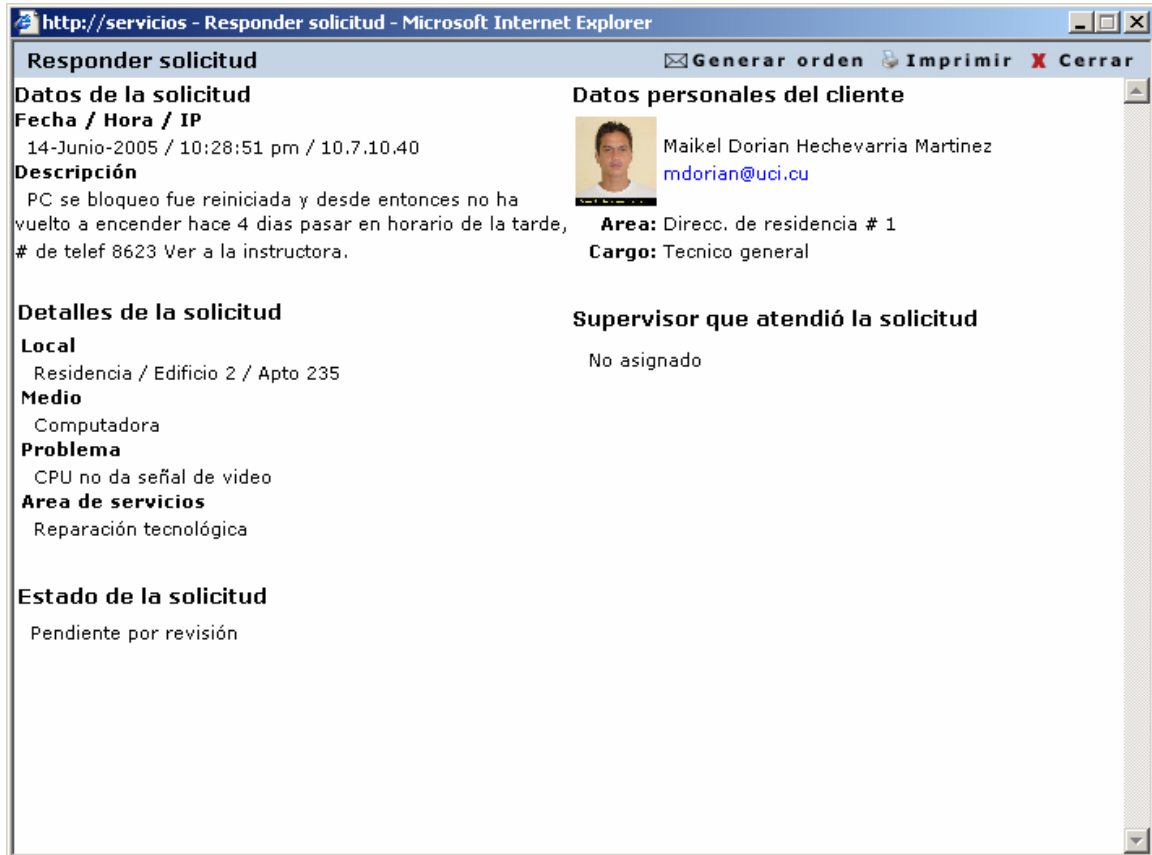 http://servicios - Responder solicitud - Microsoft Internet Explorer
Responder solicitud
Generar orden Imprimir X Cerrar
Datos de la solicitud
Fecha / Hora / IP
14-Junio-2005 / 10:28:51 pm / 10.7.10.40
Descripción
PC se bloqueo fue reiniciada y desde entonces no ha
vuelto a encender hace 4 dias pasar en horario de la tarde,
# de telef 8623 Ver a la instructora.
Detalles de la solicitud
Local
Residencia / Edificio 2 / Apto 235
Medio
Computadora
Problema
CPU no da señal de video
Area de servicios
Reparación tecnológica
Estado de la solicitud
Pendiente por revisión
Datos personales del cliente
Maikel Dorian Hechevarria Martinez
mdorian@uci.cu
Area: Direcc. de residencia # 1
Cargo: Tecnico general
Supervisor que atendió la solicitud
No asignado